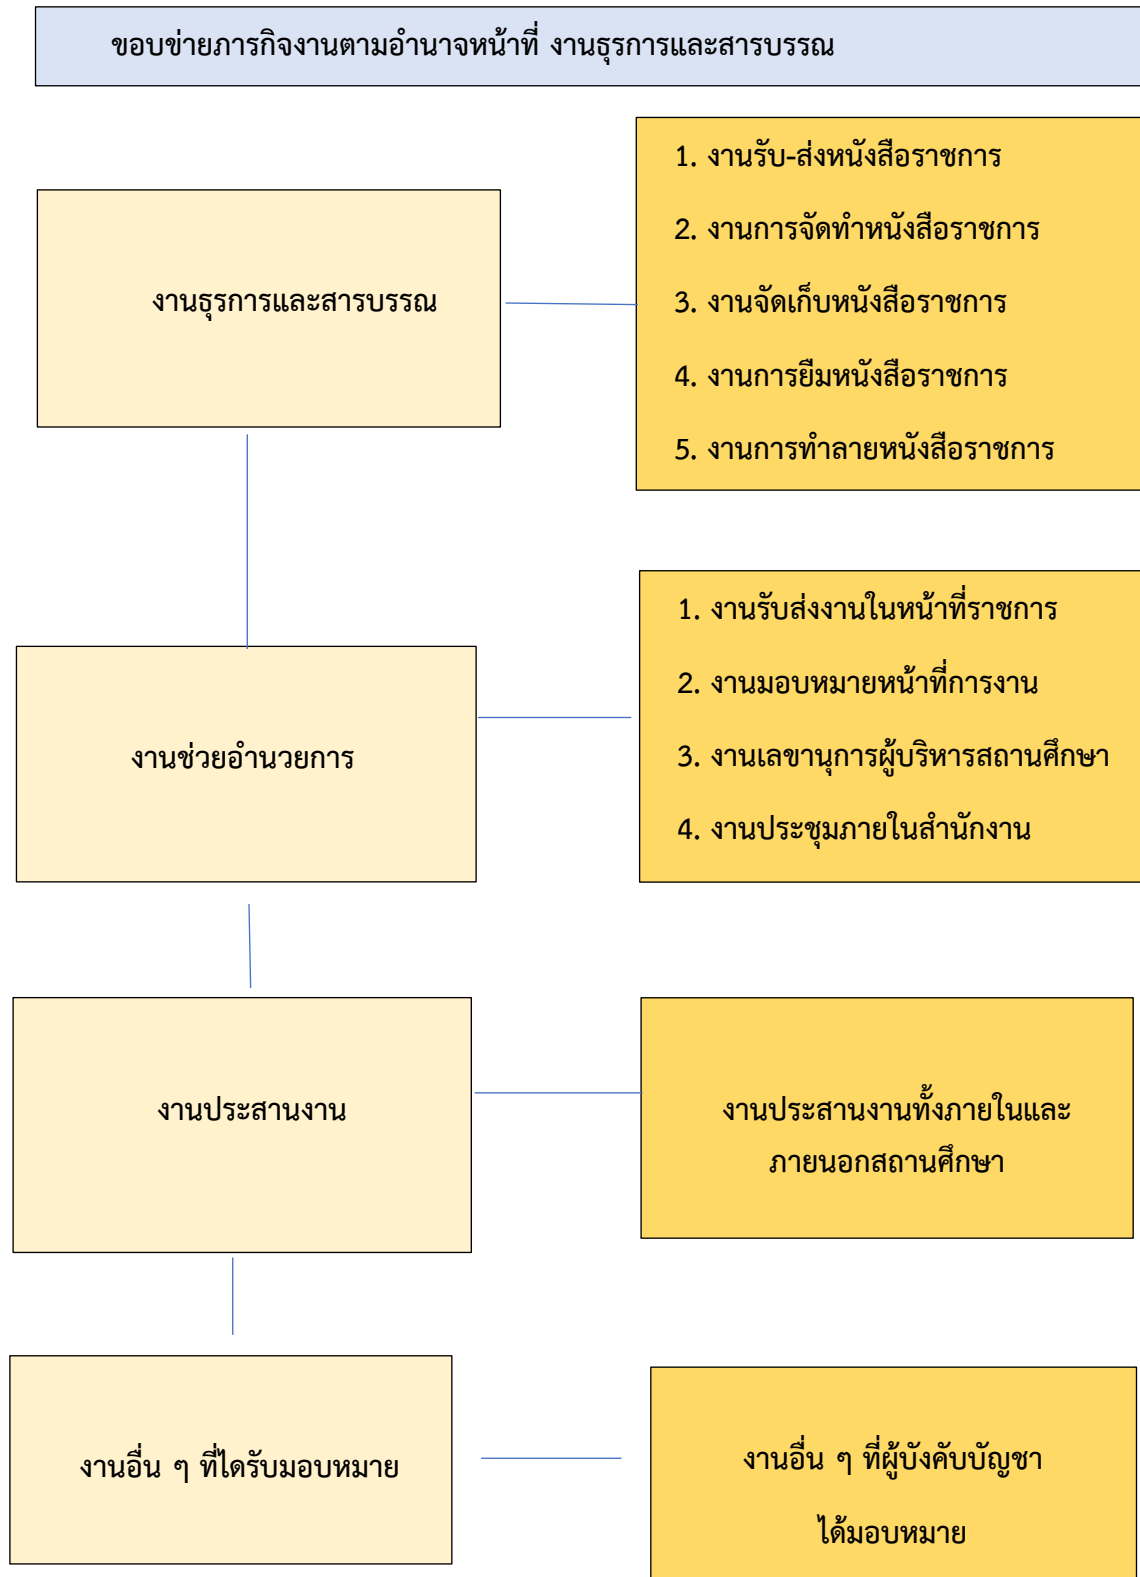 ขอบข่ายภารกิจงานตามอำนาจหน้าที่ งานธุรการและสารบรรณ
งานธุรการและสารบรรณ
1. งานรับ-ส่งหนังสือราชการ
2. งานการจัดทำหนังสือราชการ
3. งานจัดเก็บหนังสือราชการ
4. งานการยืมหนังสือราชการ
5. งานการทำลายหนังสือราชการ
งานช่วยอำนวยการ
1. งานรับส่งงานในหน้าที่ราชการ
2. งานมอบหมายหน้าที่การงาน
3. งานเลขานุการผู้บริหารสถานศึกษา
4. งานประชุมภายในสำนักงาน
งานประสานงาน
งานประสานงานทั้งภายในและ
ภายนอกสถานศึกษา
งานอื่น ๆ ที่ไดรับมอบหมาย
งานอื่น ๆ ที่ผู้บังคับบัญชา
ได้มอบหมาย